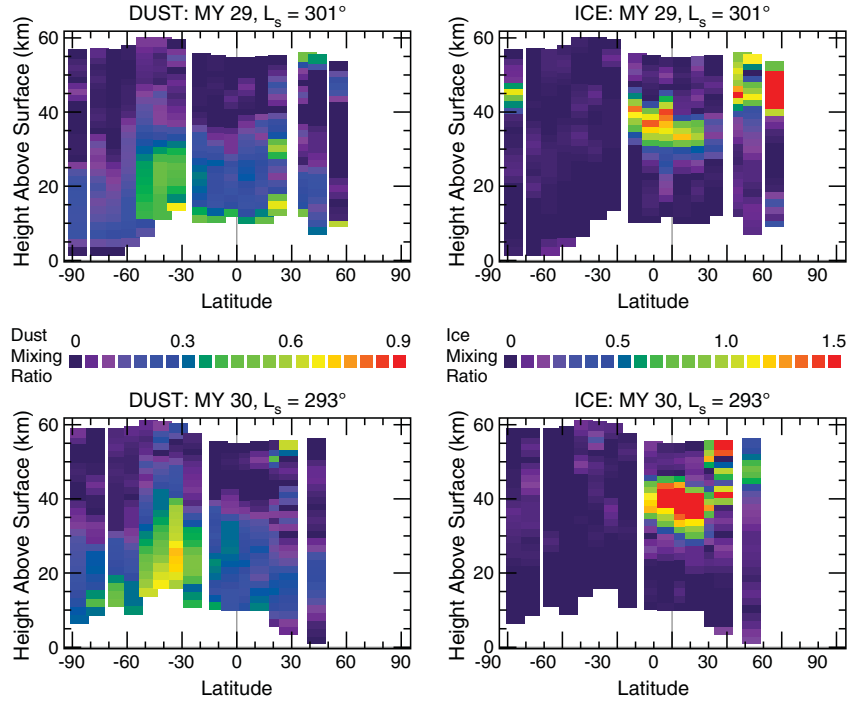 DUST: MY 29, Ls = 301°
Height Above Surface (km)
60
40
20
0
-90 -60 -30 0 30 60 90
Latitude
ICE: MY 29, Ls = 301°
Height Above Surface (km)
60
40
20
0
-90 -60 -30 0 30 60 90
Latitude
Dust Mixing Ratio
0 0.3 0.6 0.9
Ice Mixing Ratio
0 0.5 1.0 1.5
DUST: MY 30, Ls = 293°
Height Above Surface (km)
60
40
20
0
-90 -60 -30 0 30 60 90
Latitude
ICE: MY 30, Ls = 293°
Height Above Surface (km)
60
40
20
0
-90 -60 -30 0 30 60 90
Latitude